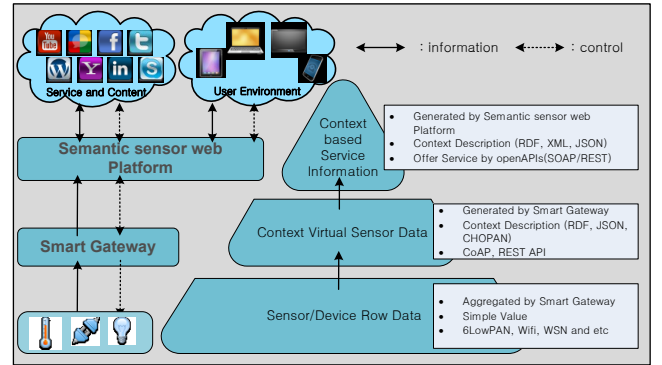 You
Tube
f
t
W
Y
in
S
Service and Content
User Environment
: information
: control
Semantic sensor web
Platform
Smart Gateway
Context
based
Service
Information
• Generated by Semantic sensor web
Platform
• Context Description (RDF, XML, JSON)
• Offer Service by openAPIs(SOAP/REST)
Context Virtual Sensor Data
• Generated by Smart Gateway
• Context Description (RDF, JSON,
CHOPAN)
• CoAP, REST API
Sensor/Device Row Data
• Aggregated by Smart Gateway
• Simple Value
• 6LowPAN, Wifi, WSN and etc